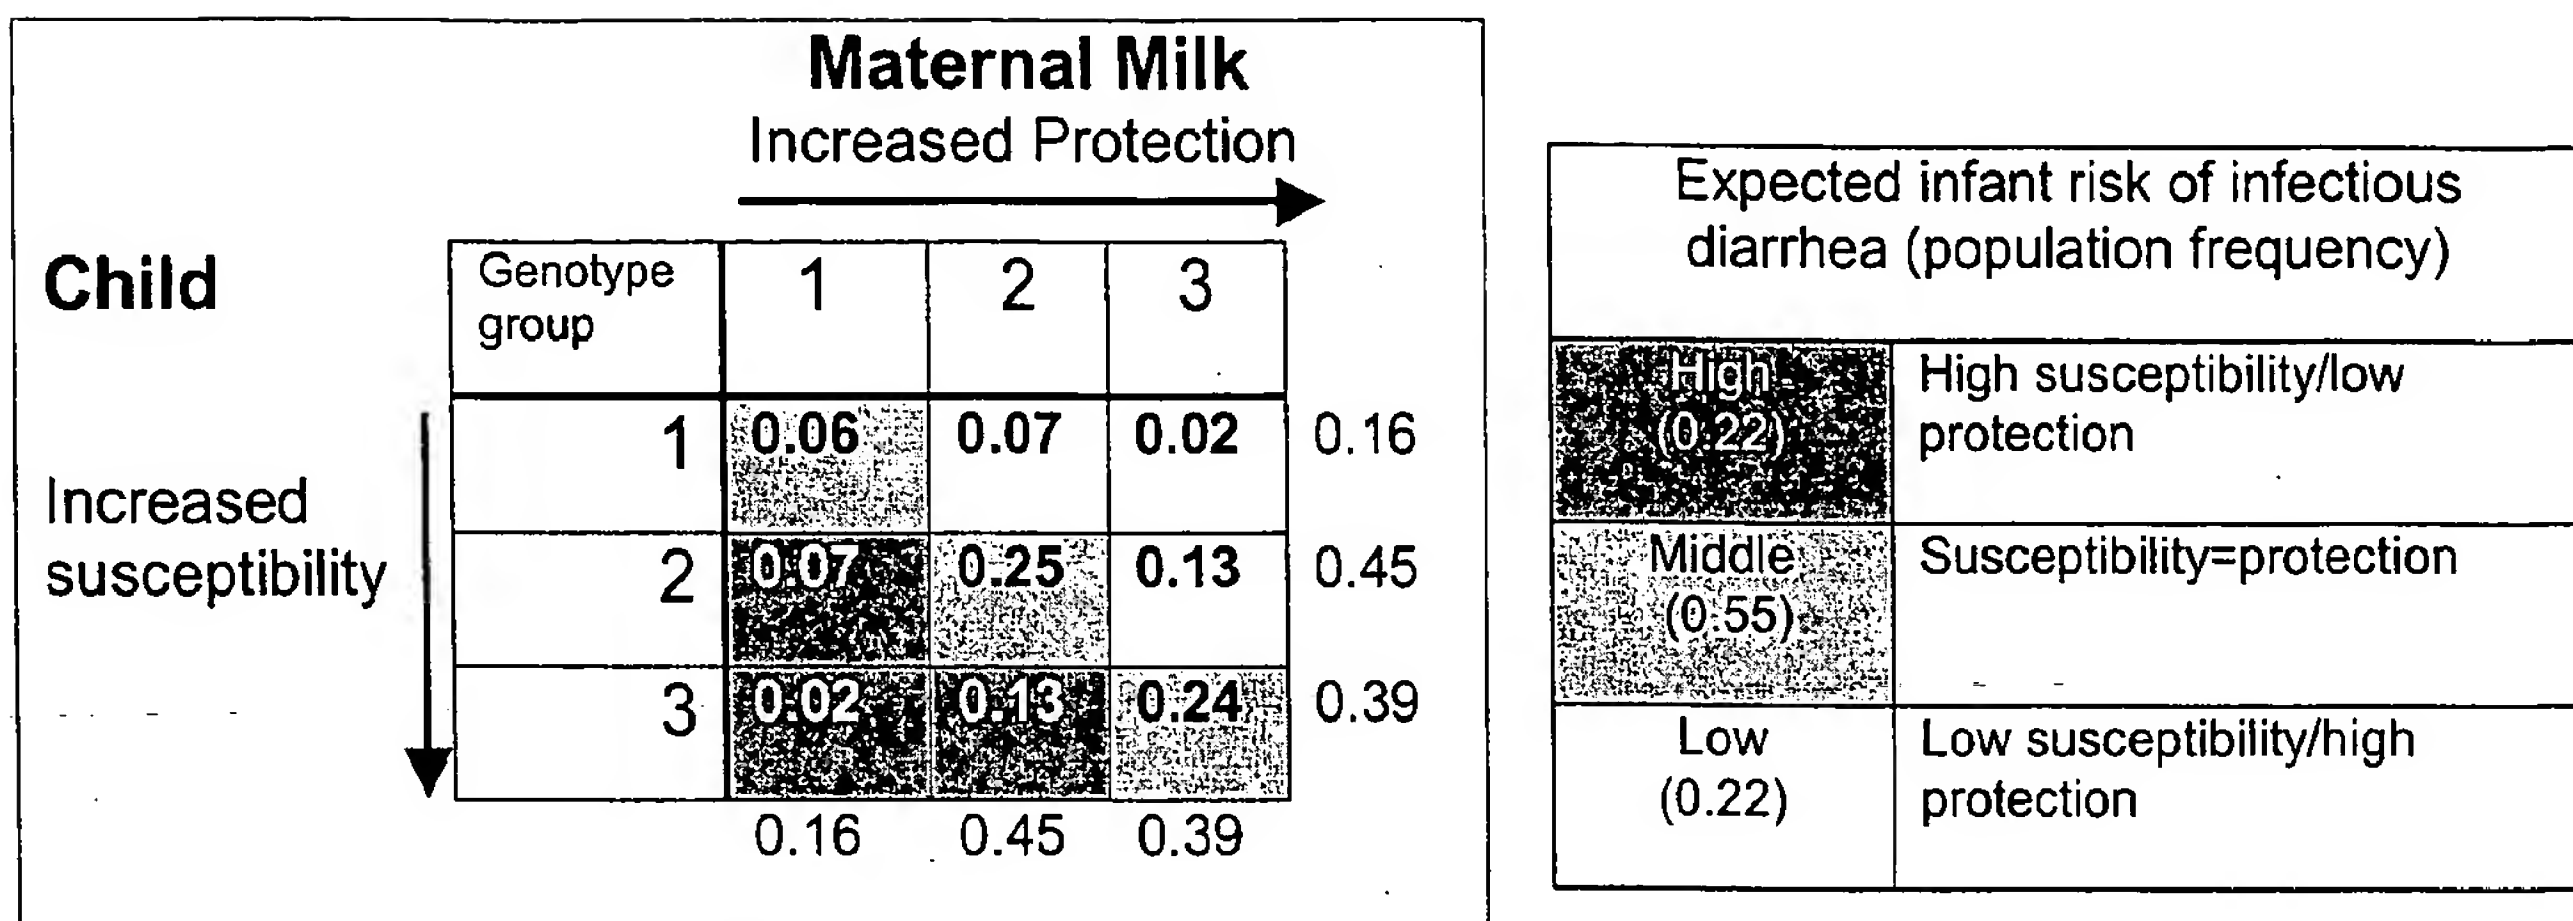 Maternal Milk
Increased Protection
Child
Increased
susceptibility
Genotype
group
1 2 3
1 0.06 0.07 0.02 0.16
2 0.07 0.25 0.13 0.45
3 0.02 0.13 0.24 0.39
0.16 0.45 0.39
Expected infant risk of infectious
diarrhea (population frequency)
High
(0.22)
High susceptibility/low
protection
Middle
(0.55)
Susceptibility=protection
Low
(0.22)
Low susceptibility/high
protection